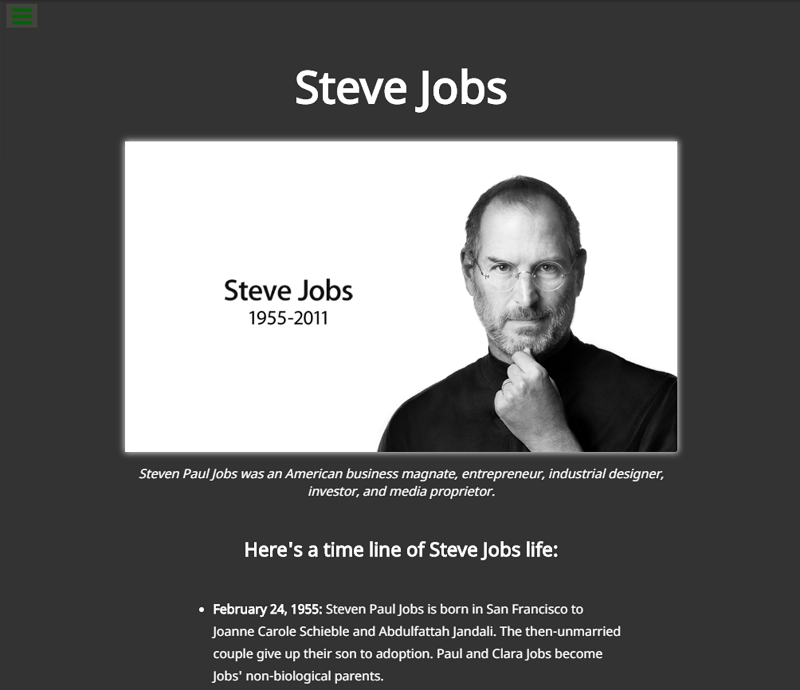 Steve Jobs
Steve Jobs
1955-2011
Steven Paul Jobs was an American business magnate, entrepreneur, industrial designer,
investor, and media proprietor.
Here's a time line of Steve Jobs life:
• February 24, 1955: Steven Paul Jobs is born in San Francisco to
Joanne Carole Schieble and Abdulfattah Jandali. The then-unmarried
couple give up their son to adoption. Paul and Clara Jobs become
Jobs' non-biological parents.